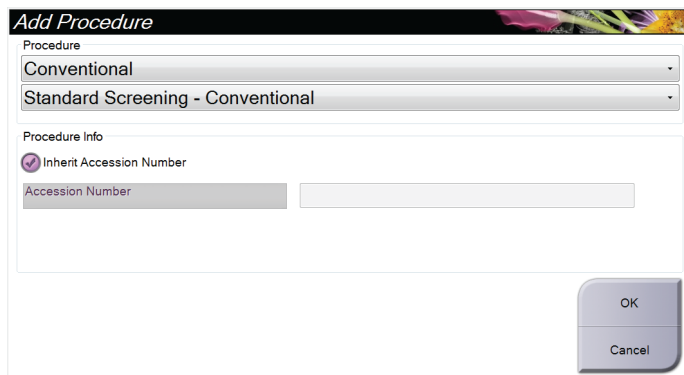 Add Procedure
Procedure
Conventional
Standard Screening - Conventional
Procedure Info
Inherit Accession Number
Accession Number
OK
Cancel